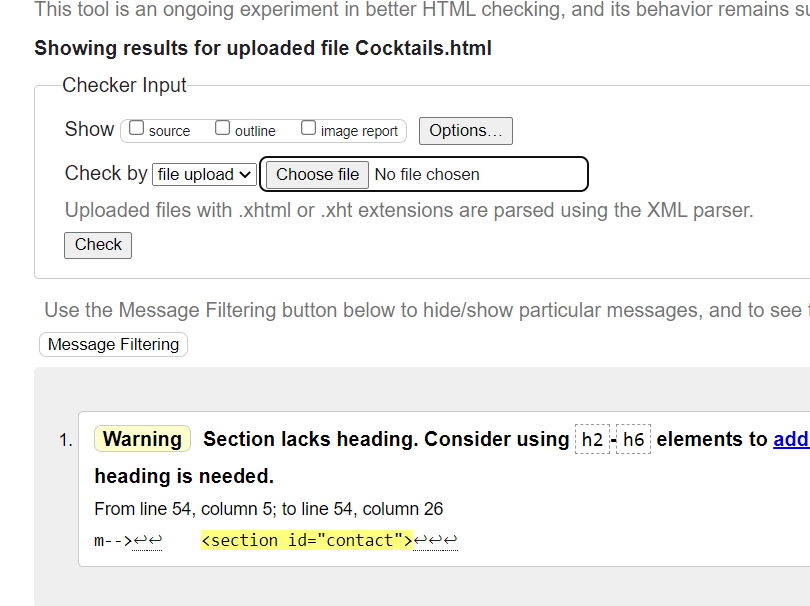 This tool is an ongoing experiment in better HTML checking, and its behavior remains
Showing results for uploaded file Cocktails.html
Checker Input
Show source outline image report Options…
Check by file upload Choose file No file chosen
Uploaded files with .xhtml or .xht extensions are parsed using the XML parser.
Check
Use the Message Filtering button below to hide/show particular messages, and to see
Message Filtering
1. Warning Section lacks heading. Consider using h2-h6 elements to add
heading is needed.
From line 54, column 5; to line 54, column 26
m-->↩↩ <section id="contact">↩↩↩